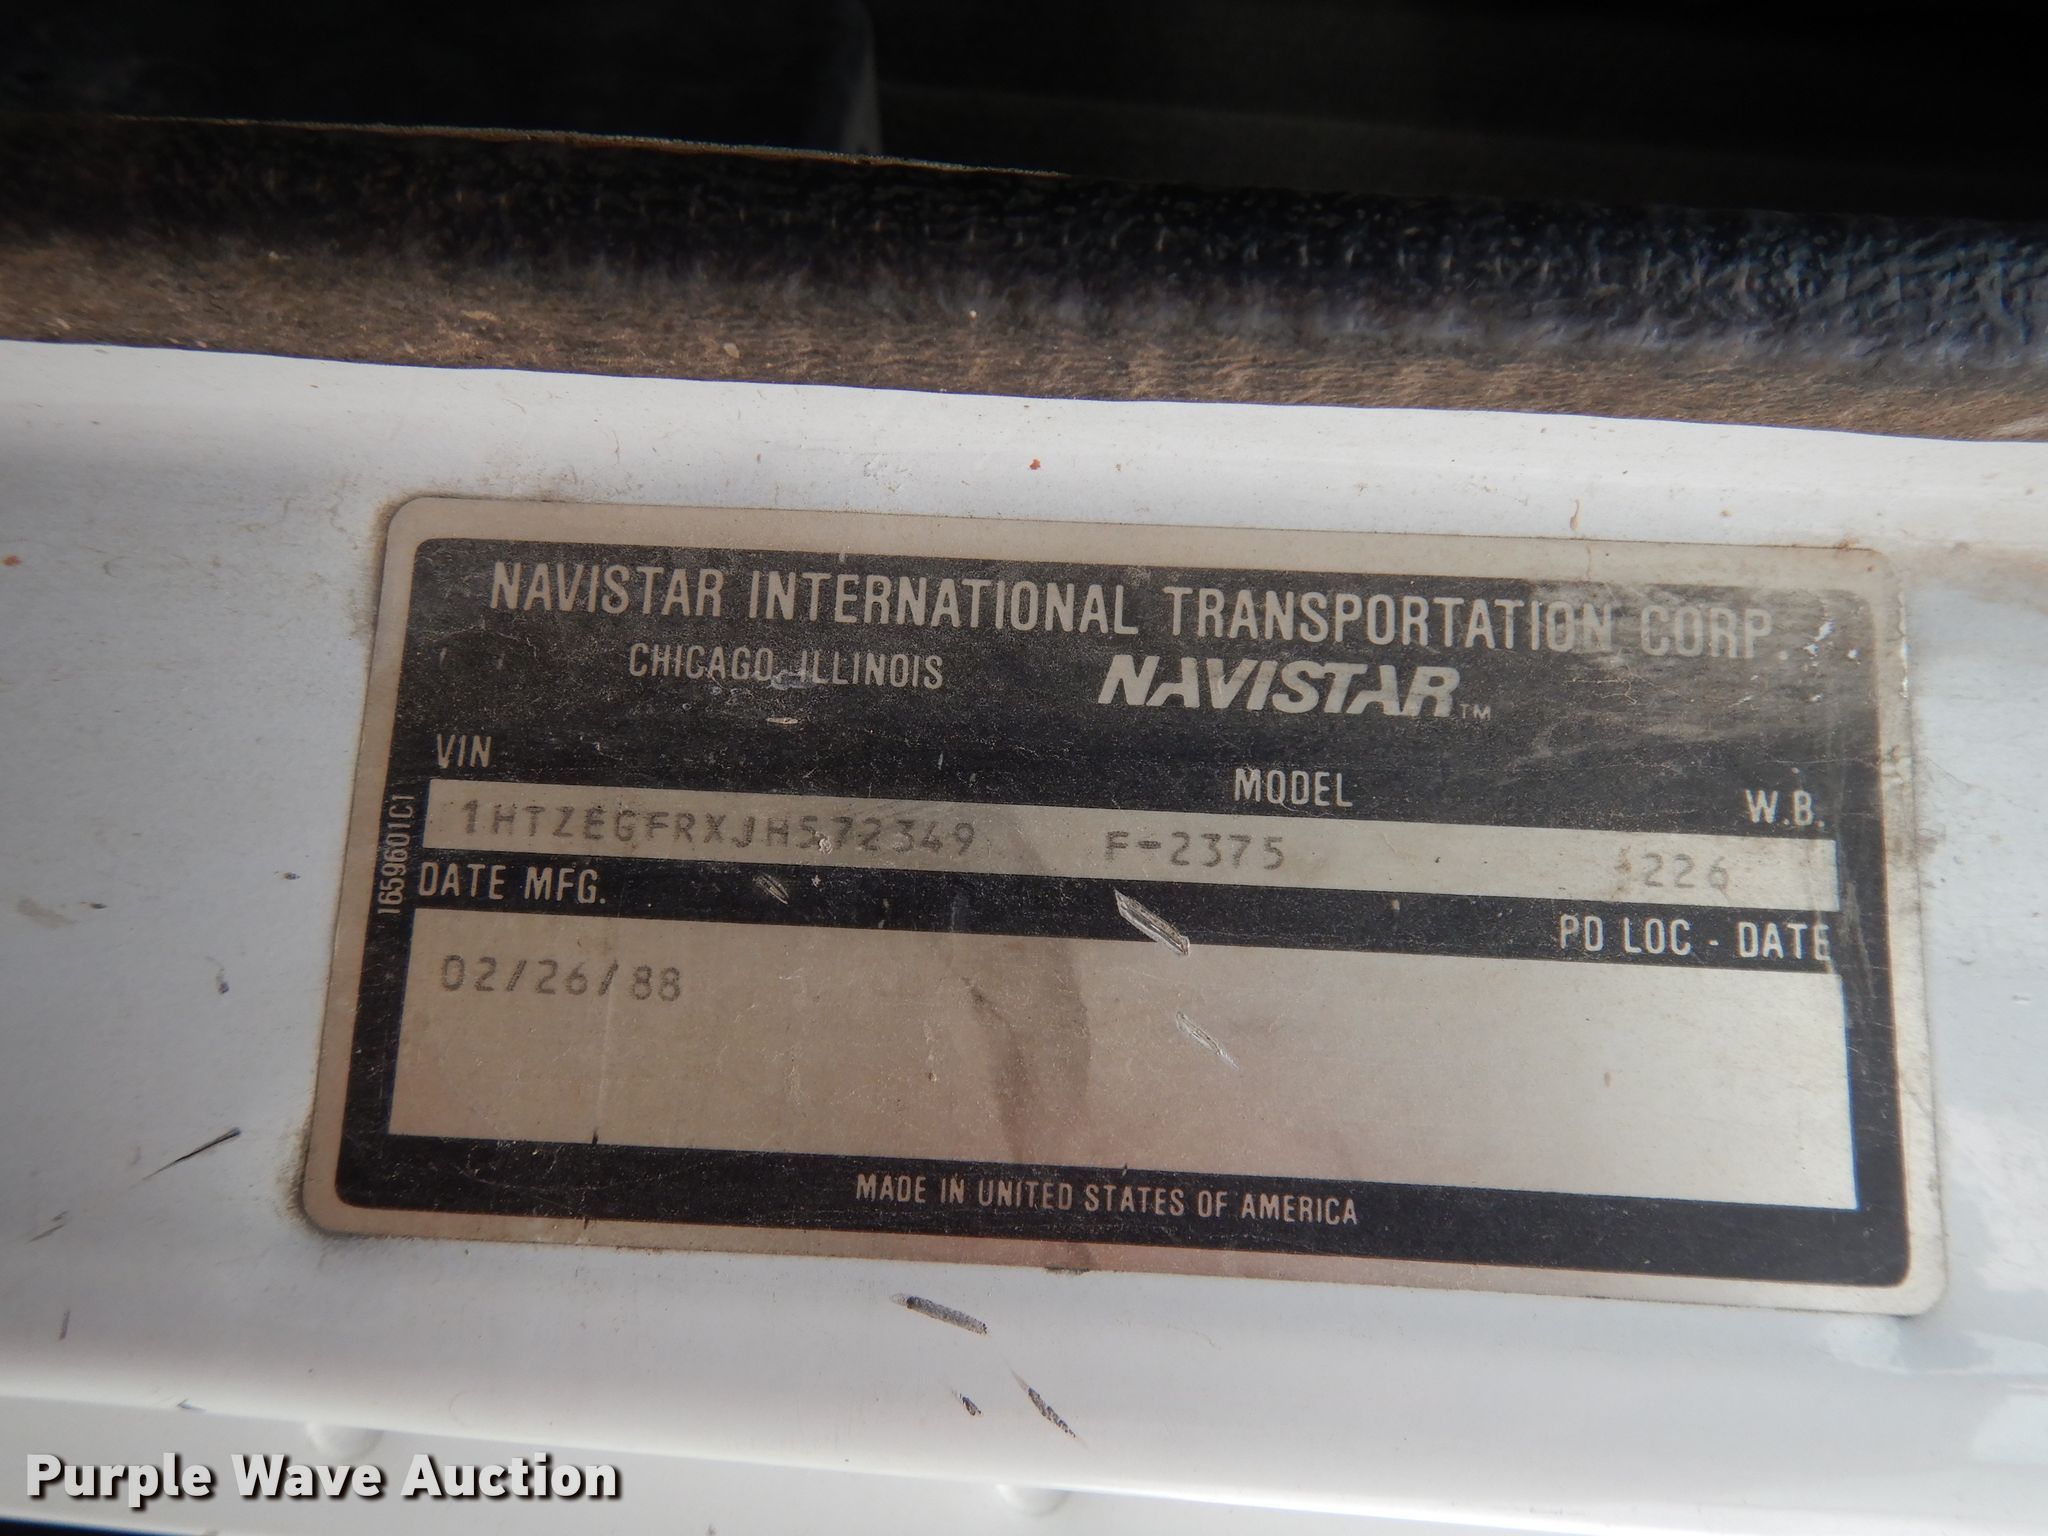 NAVISTAR INTERNATIONAL TRANSPORTATION CORP.
CHICAGO, ILLINOIS NAVISTAR™
VIN MODEL W.B.
1HTZEGFRXJH572349 F-2375 226
1659601C1
DATE MFG. PD LOC - DATE
02/26/88
MADE IN UNITED STATES OF AMERICA
Purple Wave Auction